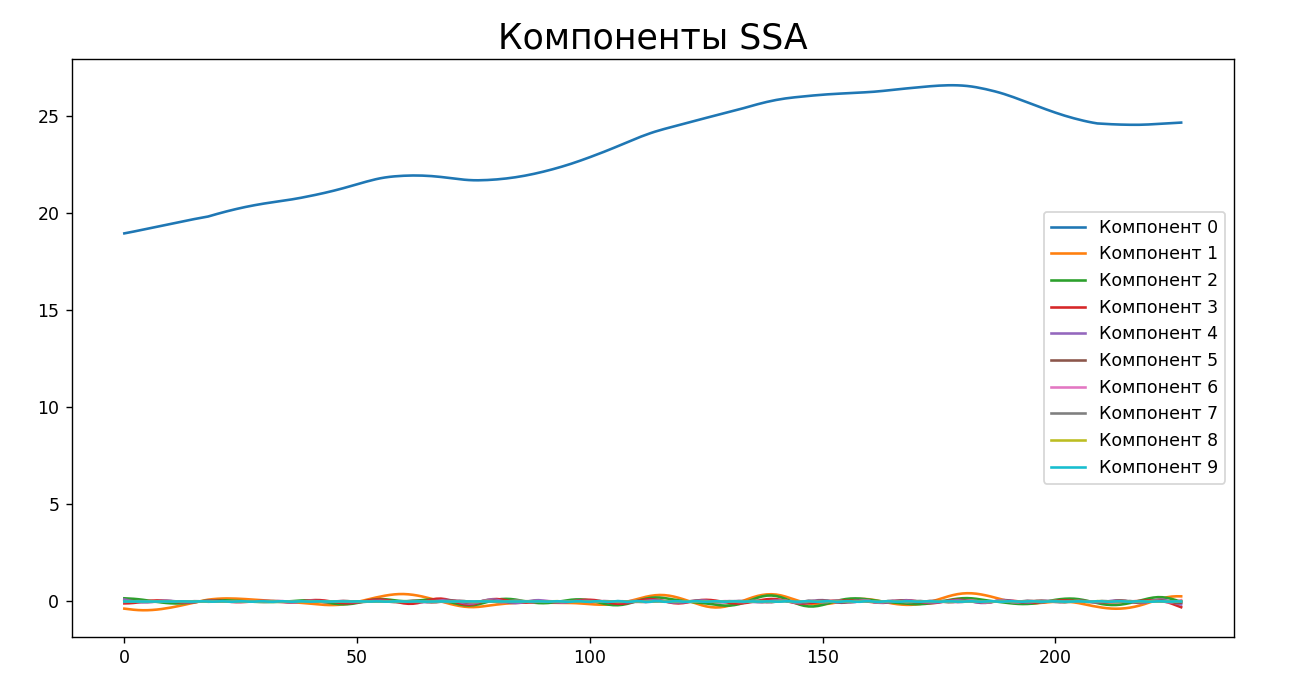 Компоненты SSA
25
20
15
10
5
0
0
50
100
150
200
Компонент 0
Компонент 1
Компонент 2
Компонент 3
Компонент 4
Компонент 5
Компонент 6
Компонент 7
Компонент 8
Компонент 9